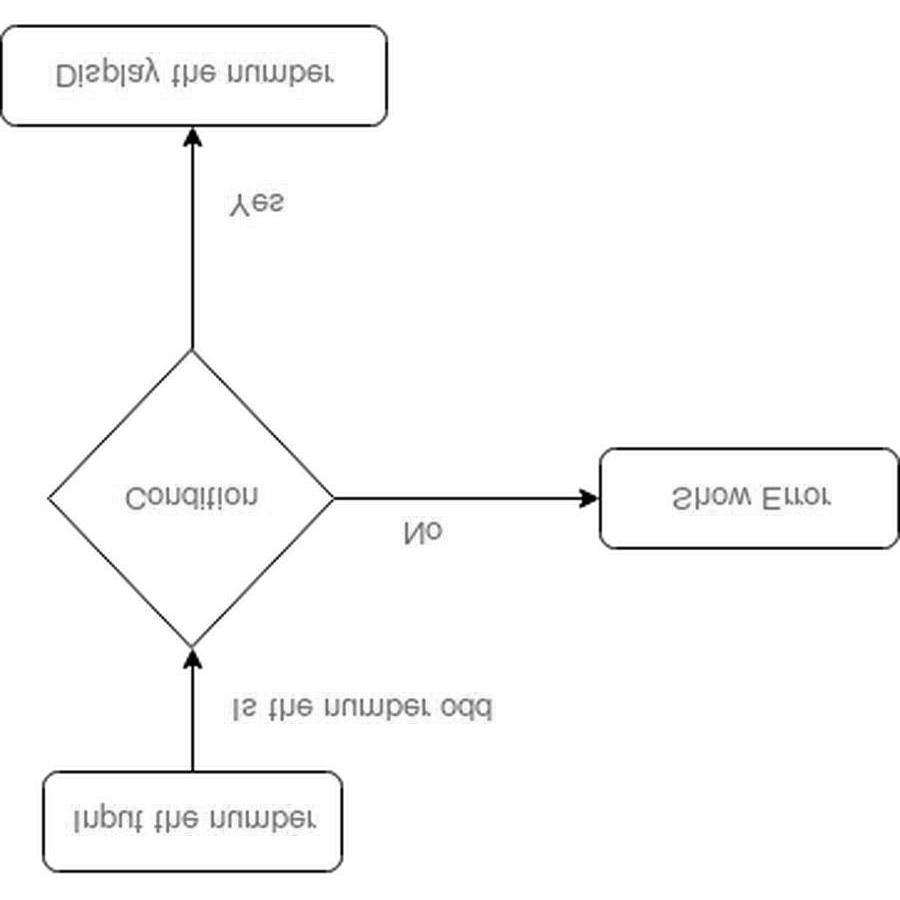 Input the number
Is the number odd
Condition
No
Show Error
Yes
Display the number